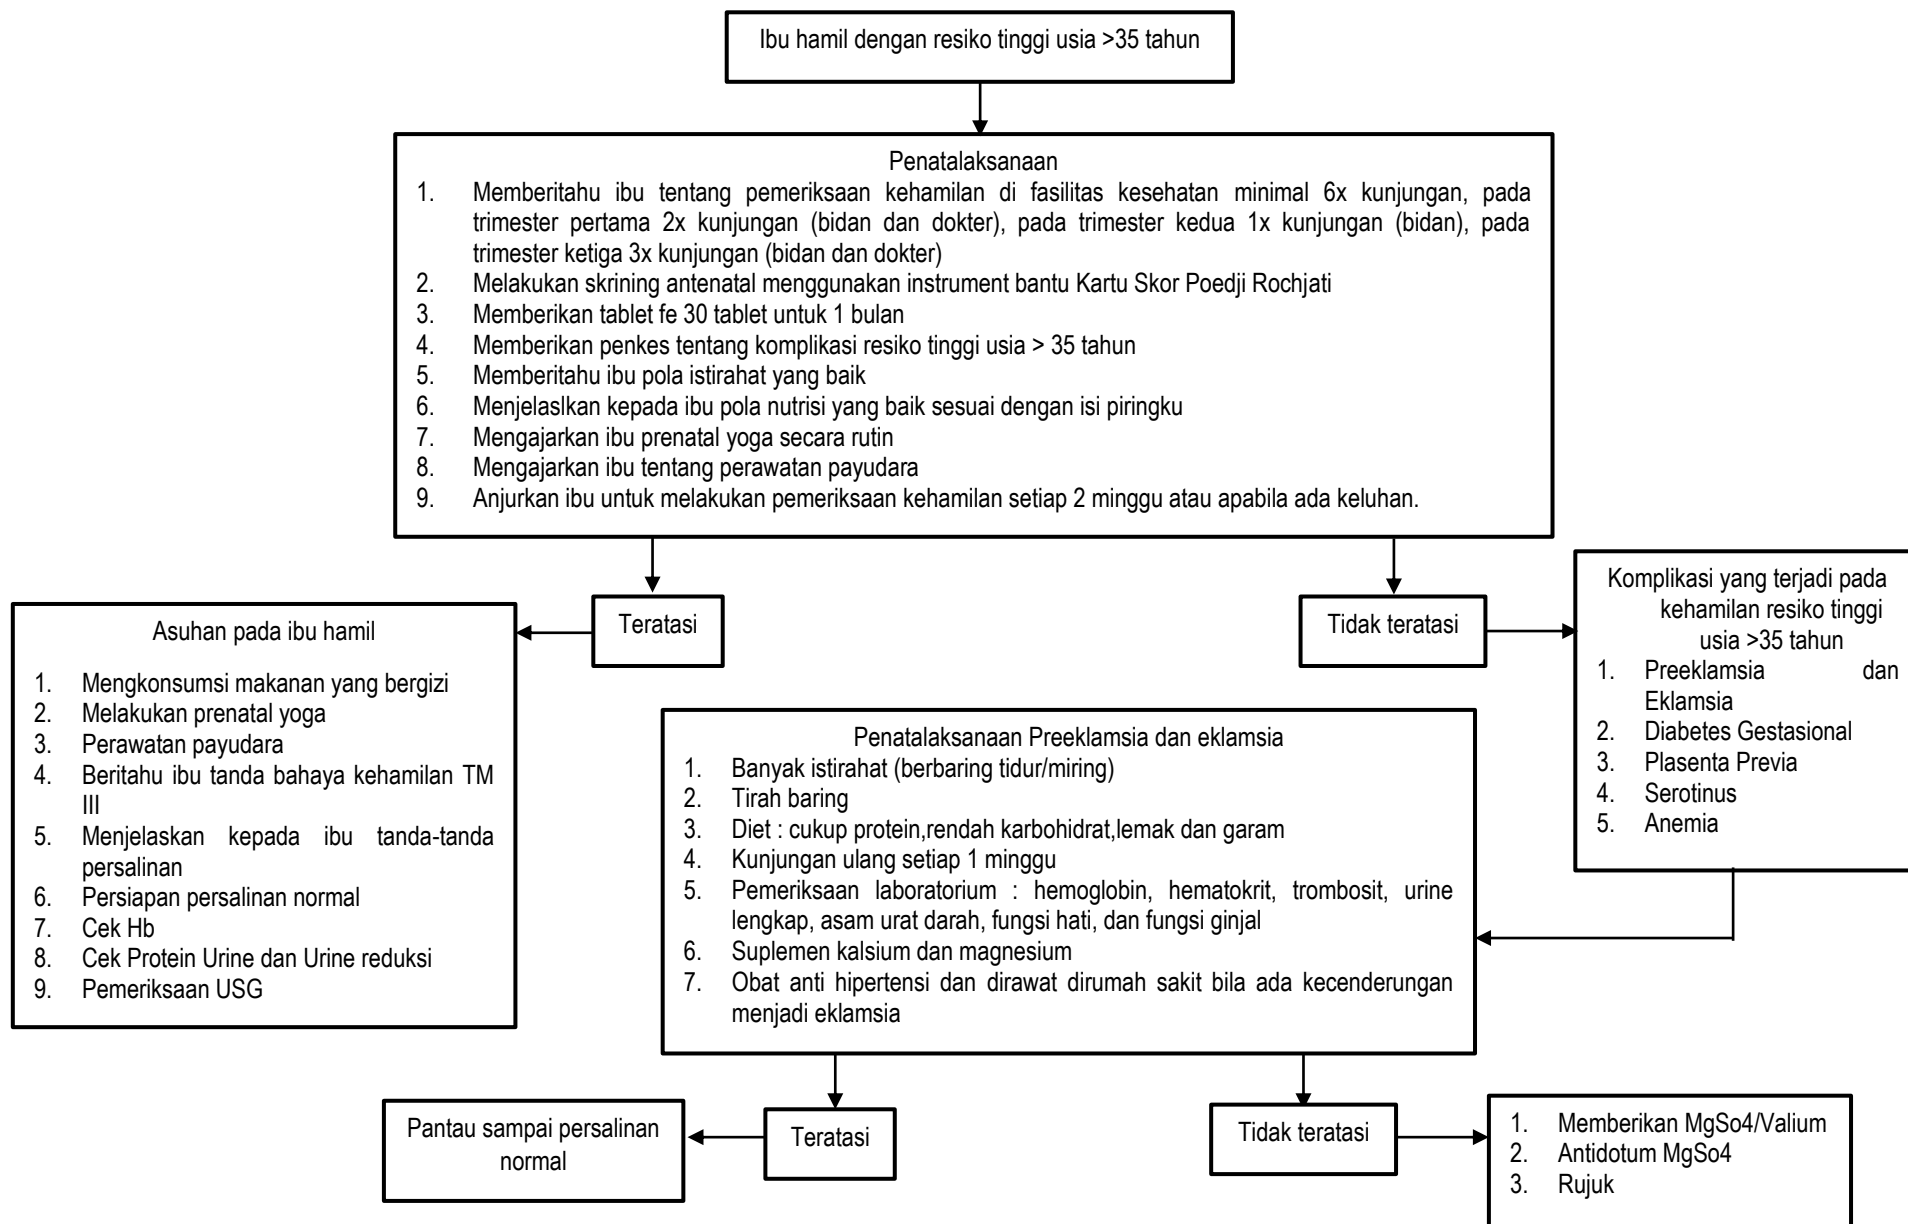 Ibu hamil dengan resiko tinggi usia >35 tahun
Penatalaksanaan
1. Memberitahu ibu tentang pemeriksaan kehamilan di fasilitas kesehatan minimal 6x kunjungan, pada
trimester pertama 2x kunjungan (bidan dan dokter), pada trimester kedua 1x kunjungan (bidan), pada
trimester ketiga 3x kunjungan (bidan dan dokter)
2. Melakukan skrining antenatal menggunakan instrument bantu Kartu Skor Poedji Rochjati
3. Memberikan tablet fe 30 tablet untuk 1 bulan
4. Memberikan penkes tentang komplikasi resiko tinggi usia > 35 tahun
5. Memberitahu ibu pola istirahat yang baik
6. Menjelaslkan kepada ibu pola nutrisi yang baik sesuai dengan isi piringku
7. Mengajarkan ibu prenatal yoga secara rutin
8. Mengajarkan ibu tentang perawatan payudara
9. Anjurkan ibu untuk melakukan pemeriksaan kehamilan setiap 2 minggu atau apabila ada keluhan.
Teratasi
Tidak teratasi
Asuhan pada ibu hamil
1. Mengkonsumsi makanan yang bergizi
2. Melakukan prenatal yoga
3. Perawatan payudara
4. Beritahu ibu tanda bahaya kehamilan TM
III
5. Menjelaskan kepada ibu tanda-tanda
persalinan
6. Persiapan persalinan normal
7. Cek Hb
8. Cek Protein Urine dan Urine reduksi
9. Pemeriksaan USG
Komplikasi yang terjadi pada
kehamilan resiko tinggi
usia >35 tahun
1. Preeklamsia dan
Eklamsia
2. Diabetes Gestasional
3. Plasenta Previa
4. Serotinus
5. Anemia
Penatalaksanaan Preeklamsia dan eklamsia
1. Banyak istirahat (berbaring tidur/miring)
2. Tirah baring
3. Diet : cukup protein,rendah karbohidrat,lemak dan garam
4. Kunjungan ulang setiap 1 minggu
5. Pemeriksaan laboratorium : hemoglobin, hematokrit, trombosit, urine
lengkap, asam urat darah, fungsi hati, dan fungsi ginjal
6. Suplemen kalsium dan magnesium
7. Obat anti hipertensi dan dirawat dirumah sakit bila ada kecenderungan
menjadi eklamsia
Pantau sampai persalinan
normal
Teratasi
Tidak teratasi
1. Memberikan MgSo4/Valium
2. Antidotum MgSo4
3. Rujuk